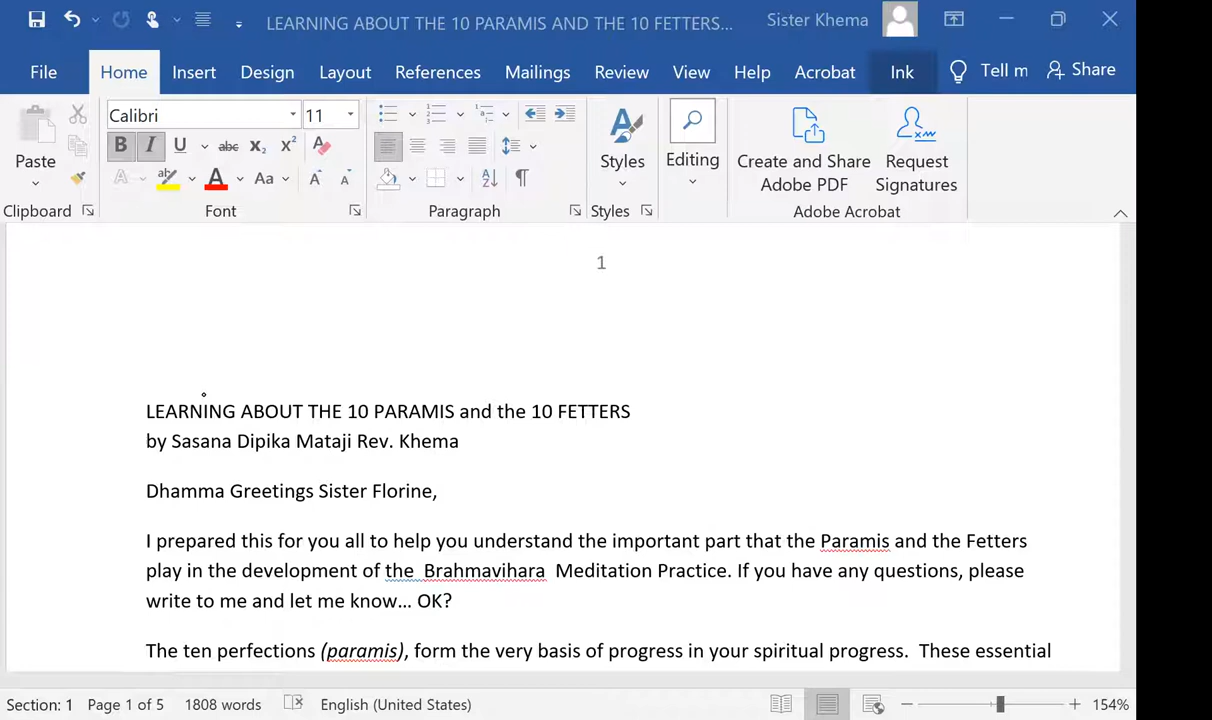 LEARNING ABOUT THE 10 PARAMIS AND THE 10 FETTERS...
Sister Khema
File Home Insert Design Layout References Mailings Review View Help Acrobat Ink Tell m Share
Calibri 11
B I U abc X₂ X²
A aby A Aa A A
Paste
Styles
Editing
Create and Share Adobe PDF
Request Signatures
Clipboard Font Paragraph Styles Adobe Acrobat
1
LEARNING ABOUT THE 10 PARAMIS and the 10 FETTERS
by Sasana Dipika Mataji Rev. Khema
Dhamma Greetings Sister Florine,
I prepared this for you all to help you understand the important part that the Paramis and the Fetters
play in the development of the  Brahmavihara  Meditation Practice. If you have any questions, please
write to me and let me know… OK?
The ten perfections (paramis), form the very basis of progress in your spiritual progress.  These essential
Section: 1 Page 1 of 5 1808 words English (United States) 154%